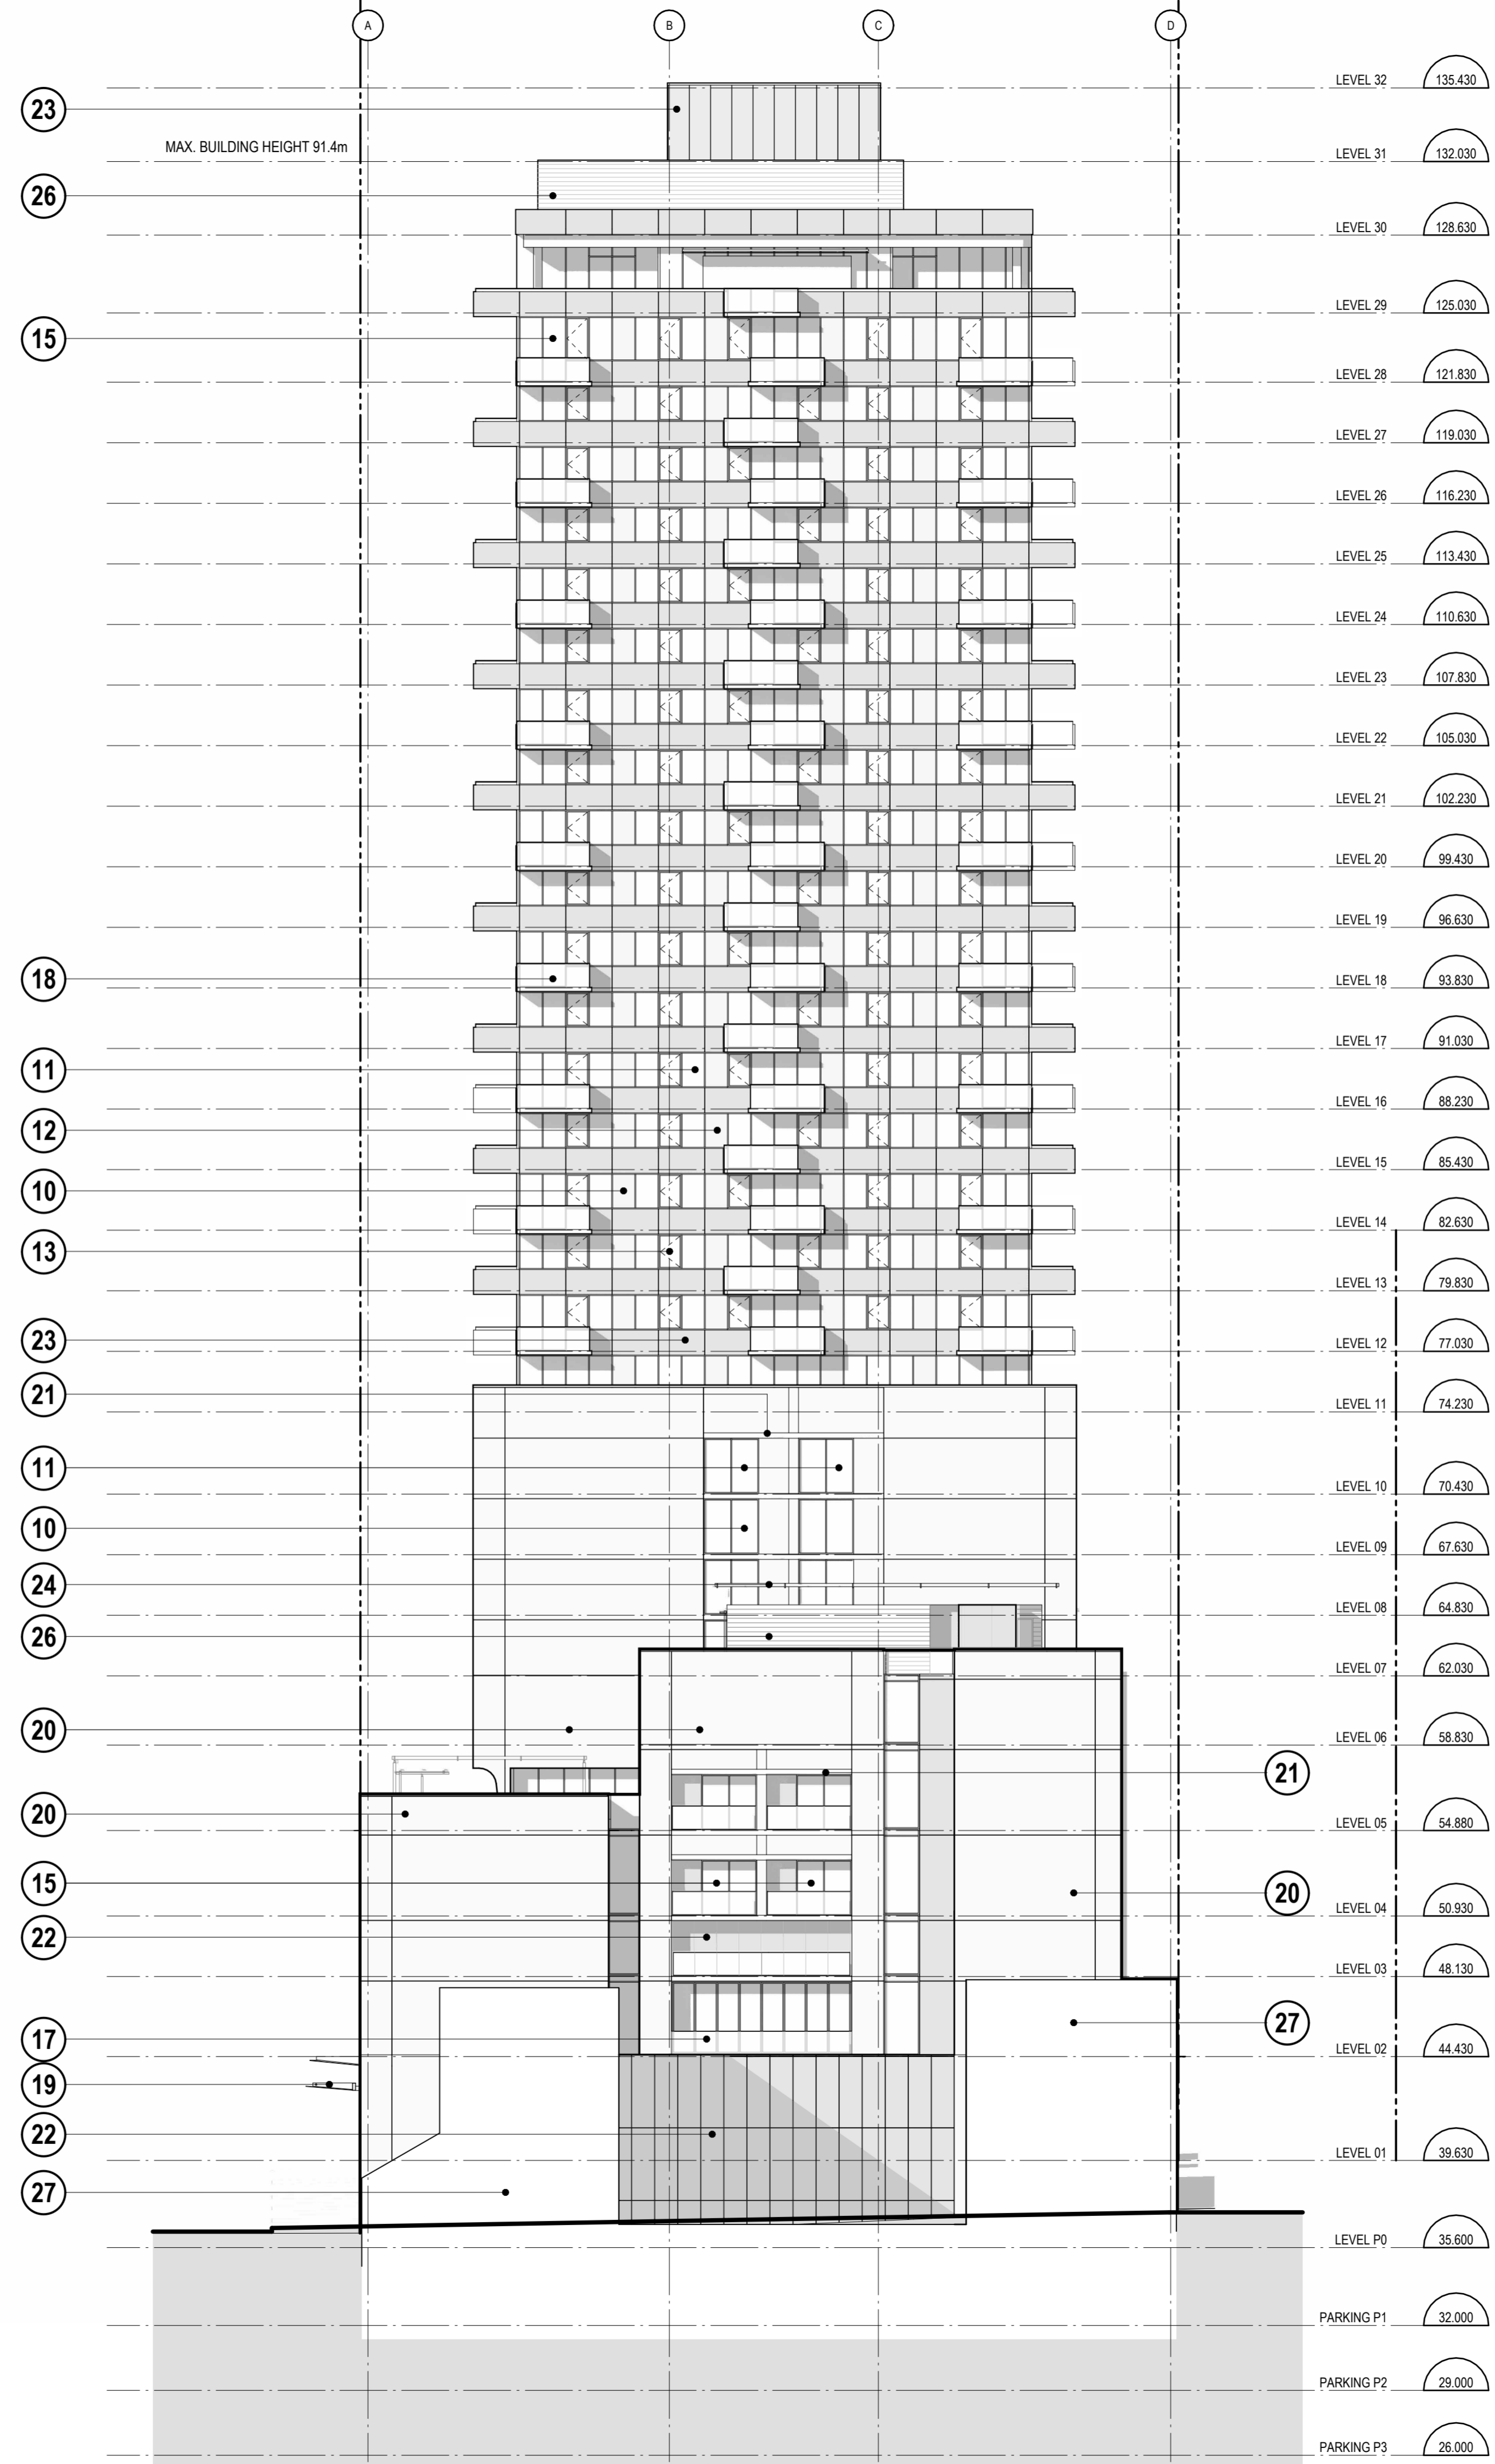 A B C D
LEVEL 32 135.430
23
MAX. BUILDING HEIGHT 91.4m
LEVEL 31 132.030
26
LEVEL 30 128.630
LEVEL 29 125.030
15
LEVEL 28 121.830
LEVEL 27 119.030
LEVEL 26 116.230
LEVEL 25 113.430
LEVEL 24 110.630
LEVEL 23 107.830
LEVEL 22 105.030
LEVEL 21 102.230
LEVEL 20 99.430
LEVEL 19 96.630
18
LEVEL 18 93.830
LEVEL 17 91.030
11
LEVEL 16 88.230
12
LEVEL 15 85.430
10
LEVEL 14 82.630
13
LEVEL 13 79.830
23
LEVEL 12 77.030
21
LEVEL 11 74.230
11
LEVEL 10 70.430
10
LEVEL 09 67.630
24
LEVEL 08 64.830
26
LEVEL 07 62.030
20
LEVEL 06 58.830
21
20
LEVEL 05 54.880
15
20
LEVEL 04 50.930
22
LEVEL 03 48.130
27
17
LEVEL 02 44.430
19
22
LEVEL 01 39.630
27
LEVEL P0 35.600
PARKING P1 32.000
PARKING P2 29.000
PARKING P3 26.000